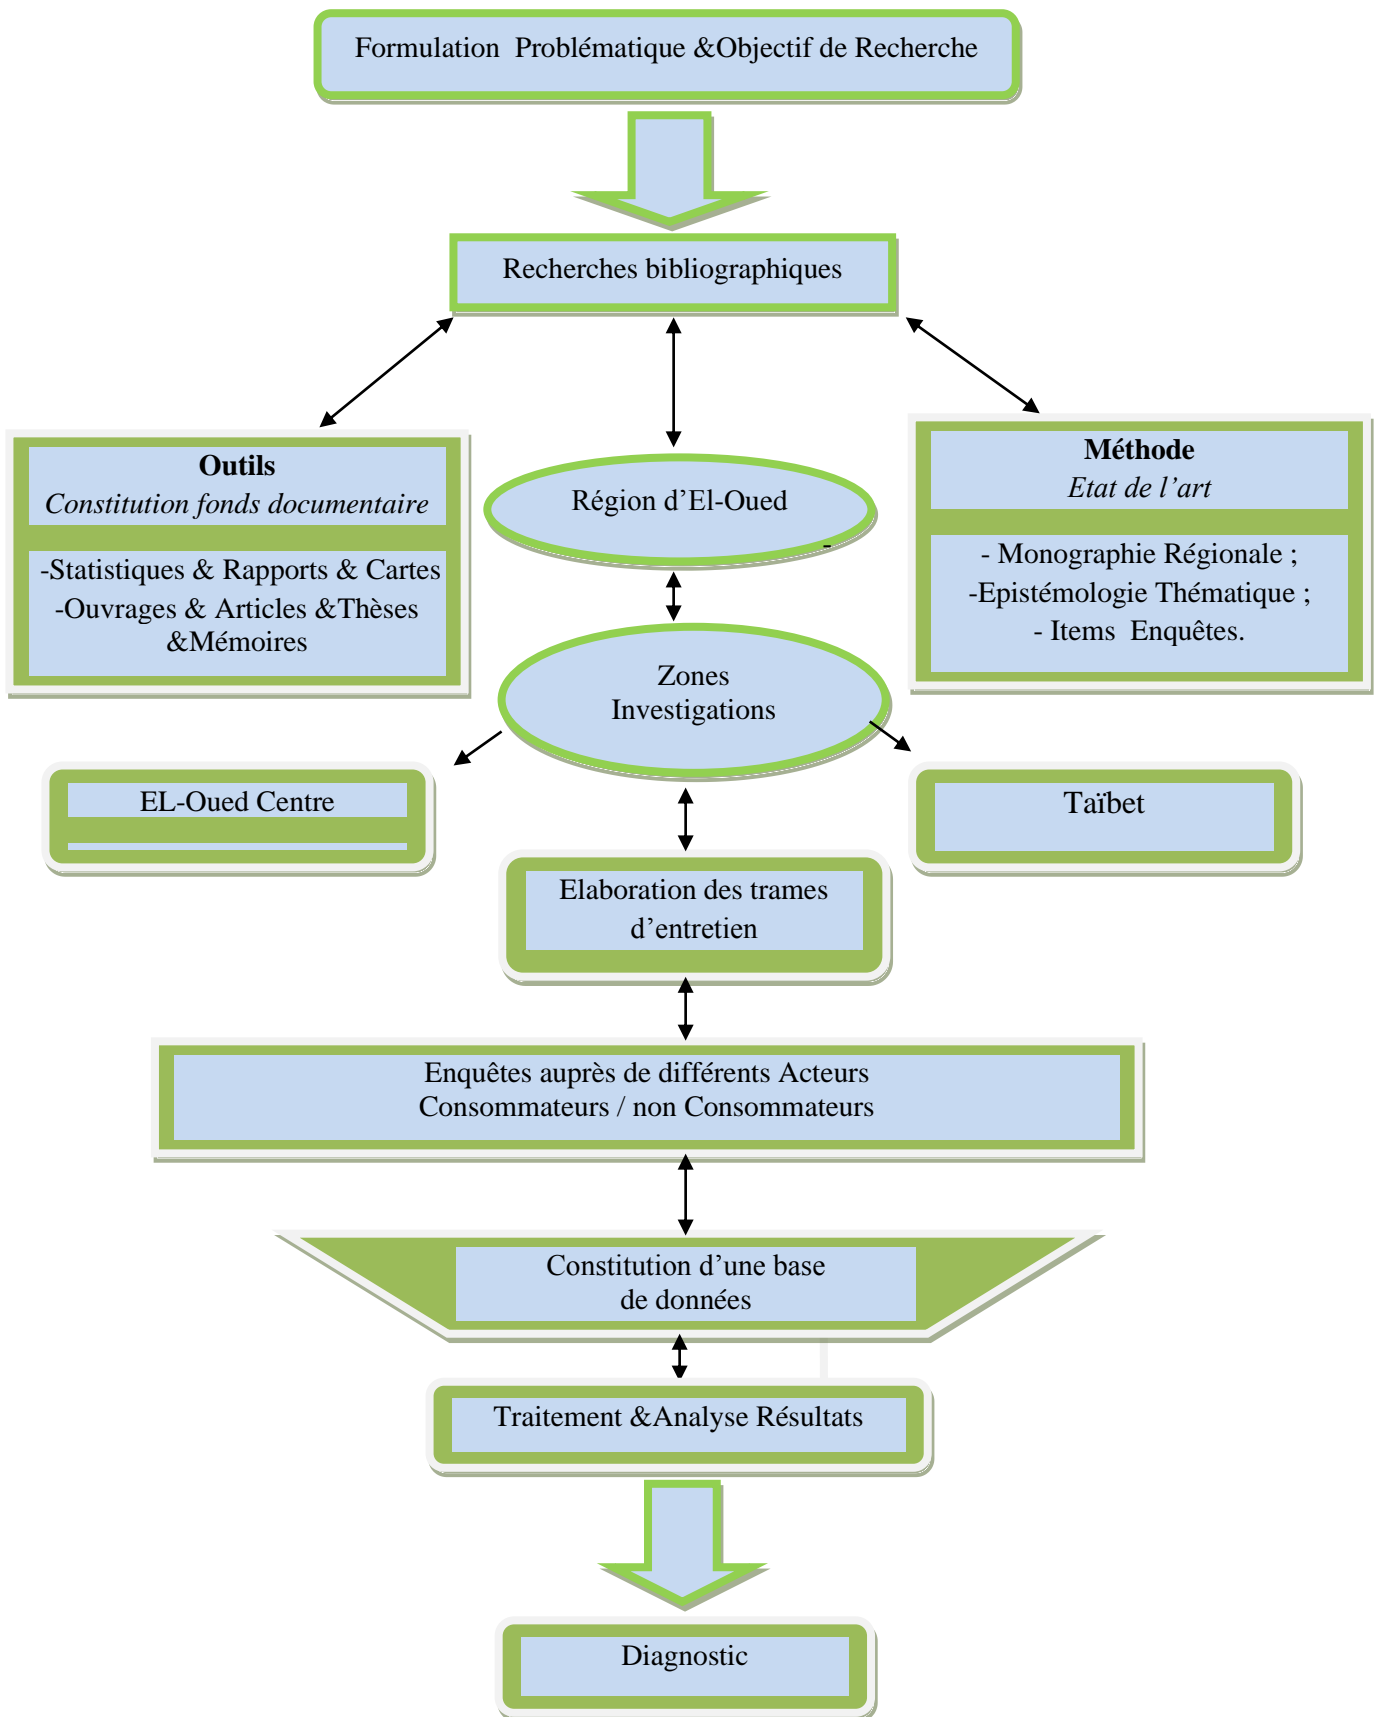 Formulation Problématique &Objectif de Recherche
Recherches bibliographiques
Outils
Constitution fonds documentaire
-Statistiques & Rapports & Cartes
-Ouvrages & Articles &Thèses
&Mémoires
Région d’El-Oued
-
Méthode
Etat de l’art
- Monographie Régionale ;
-Epistémologie Thématique ;
- Items Enquêtes.
Zones
Investigations
EL-Oued Centre
Taïbet
Elaboration des trames
d’entretien
Enquêtes auprès de différents Acteurs
Consommateurs / non Consommateurs
Constitution d’une base
de données
Traitement &Analyse Résultats
Diagnostic